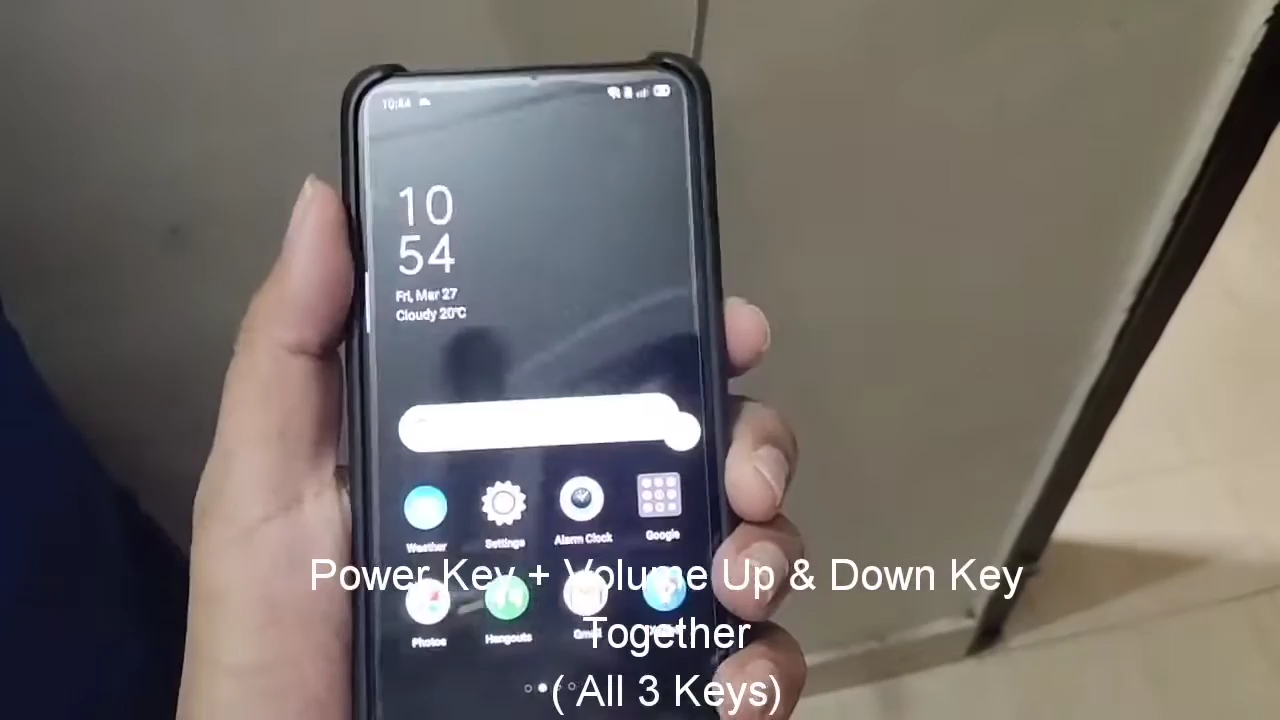 10:54
10
54
Fri, Mar 27
Cloudy 20°C
Weather
Settings
Alarm Clock
Google
Power Key + Volume Up & Down Key
Photos
Hangouts
Gmail
Together
( All 3 Keys)